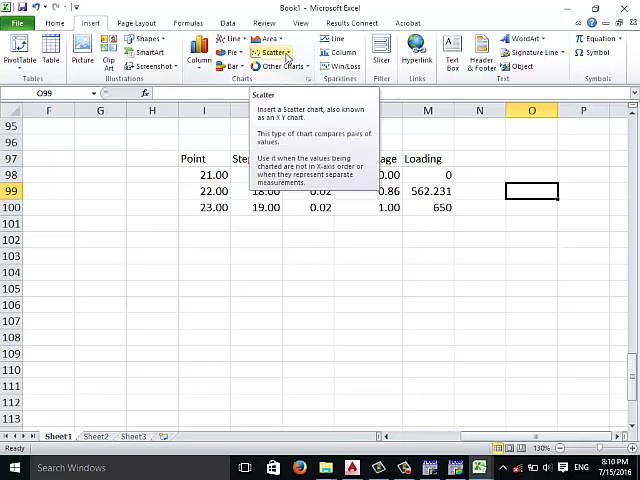 Book1 - Microsoft Excel
File Home Insert Page Layout Formulas Data Review View Results Connect Acrobat
PivotTable Table Picture Clip Art Shapes SmartArt Screenshot Column Line Pie Bar Area Scatter Other Charts Line Column Win/Loss Slicer Hyperlink Text Box Header & Footer WordArt Signature Line Object Equation Symbol
Tables Illustrations Charts Sparklines Filter Links Text Symbols
O99 fx
Scatter
Insert a Scatter chart, also known
as an X Y chart.
This type of chart compares pairs of
values.
Use it when the values being
charted are not in X-axis order or
when they represent separate
measurements.
F G H I M N O P
95
96
97 Point Step age Loading
98 21.00 0.00 0
99 22.00 18.00 0.02 0.86 562.231
100 23.00 19.00 0.02 1.00 650
101
102
103
104
105
106
107
108
109
110
111
112
113
Sheet1 Sheet2 Sheet3
Ready 130%
Search Windows ENG 8:10 PM
7/15/2016